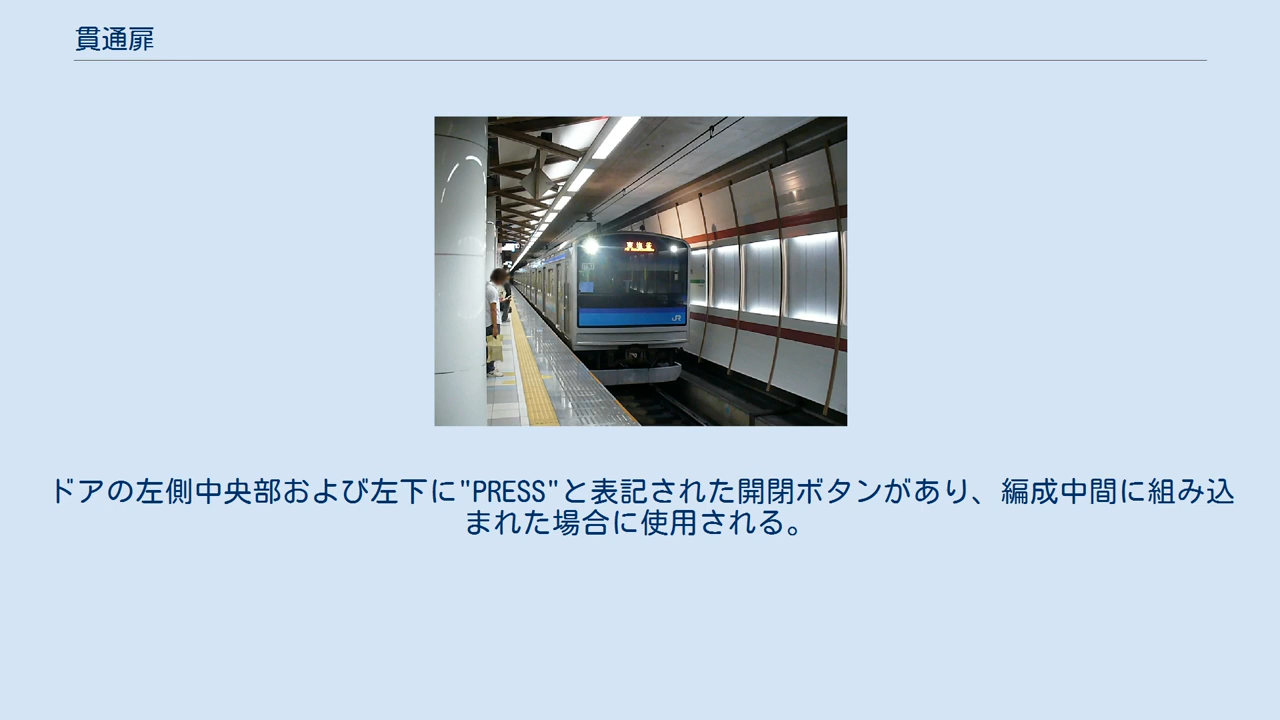 貫通扉
JR
ドアの左側中央部および左下に"PRESS"と表記された開閉ボタンがあり、編成中間に組み込
まれた場合に使用される。